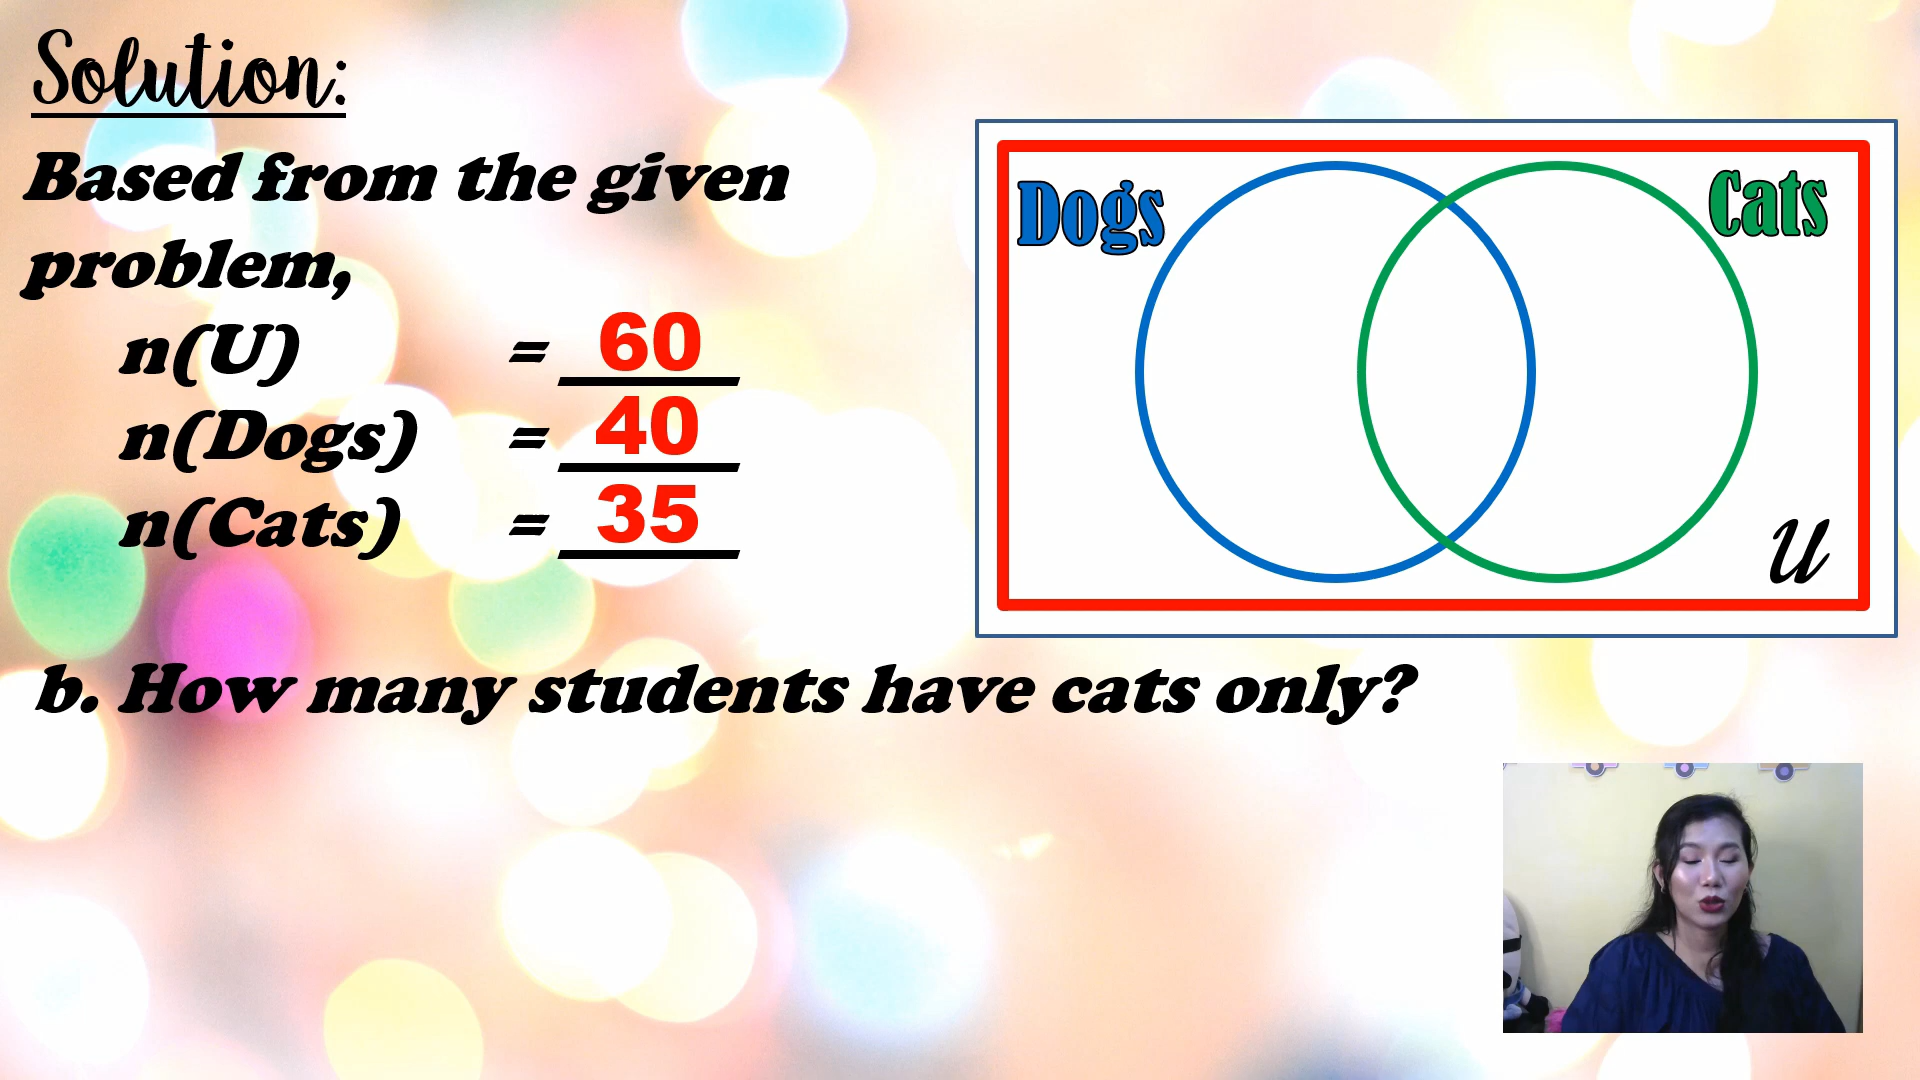 Solution:
Based from the given
problem,
n(U) = 60
n(Dogs) = 40
n(Cats) = 35
Dogs
Cats
U
b. How many students have cats only?